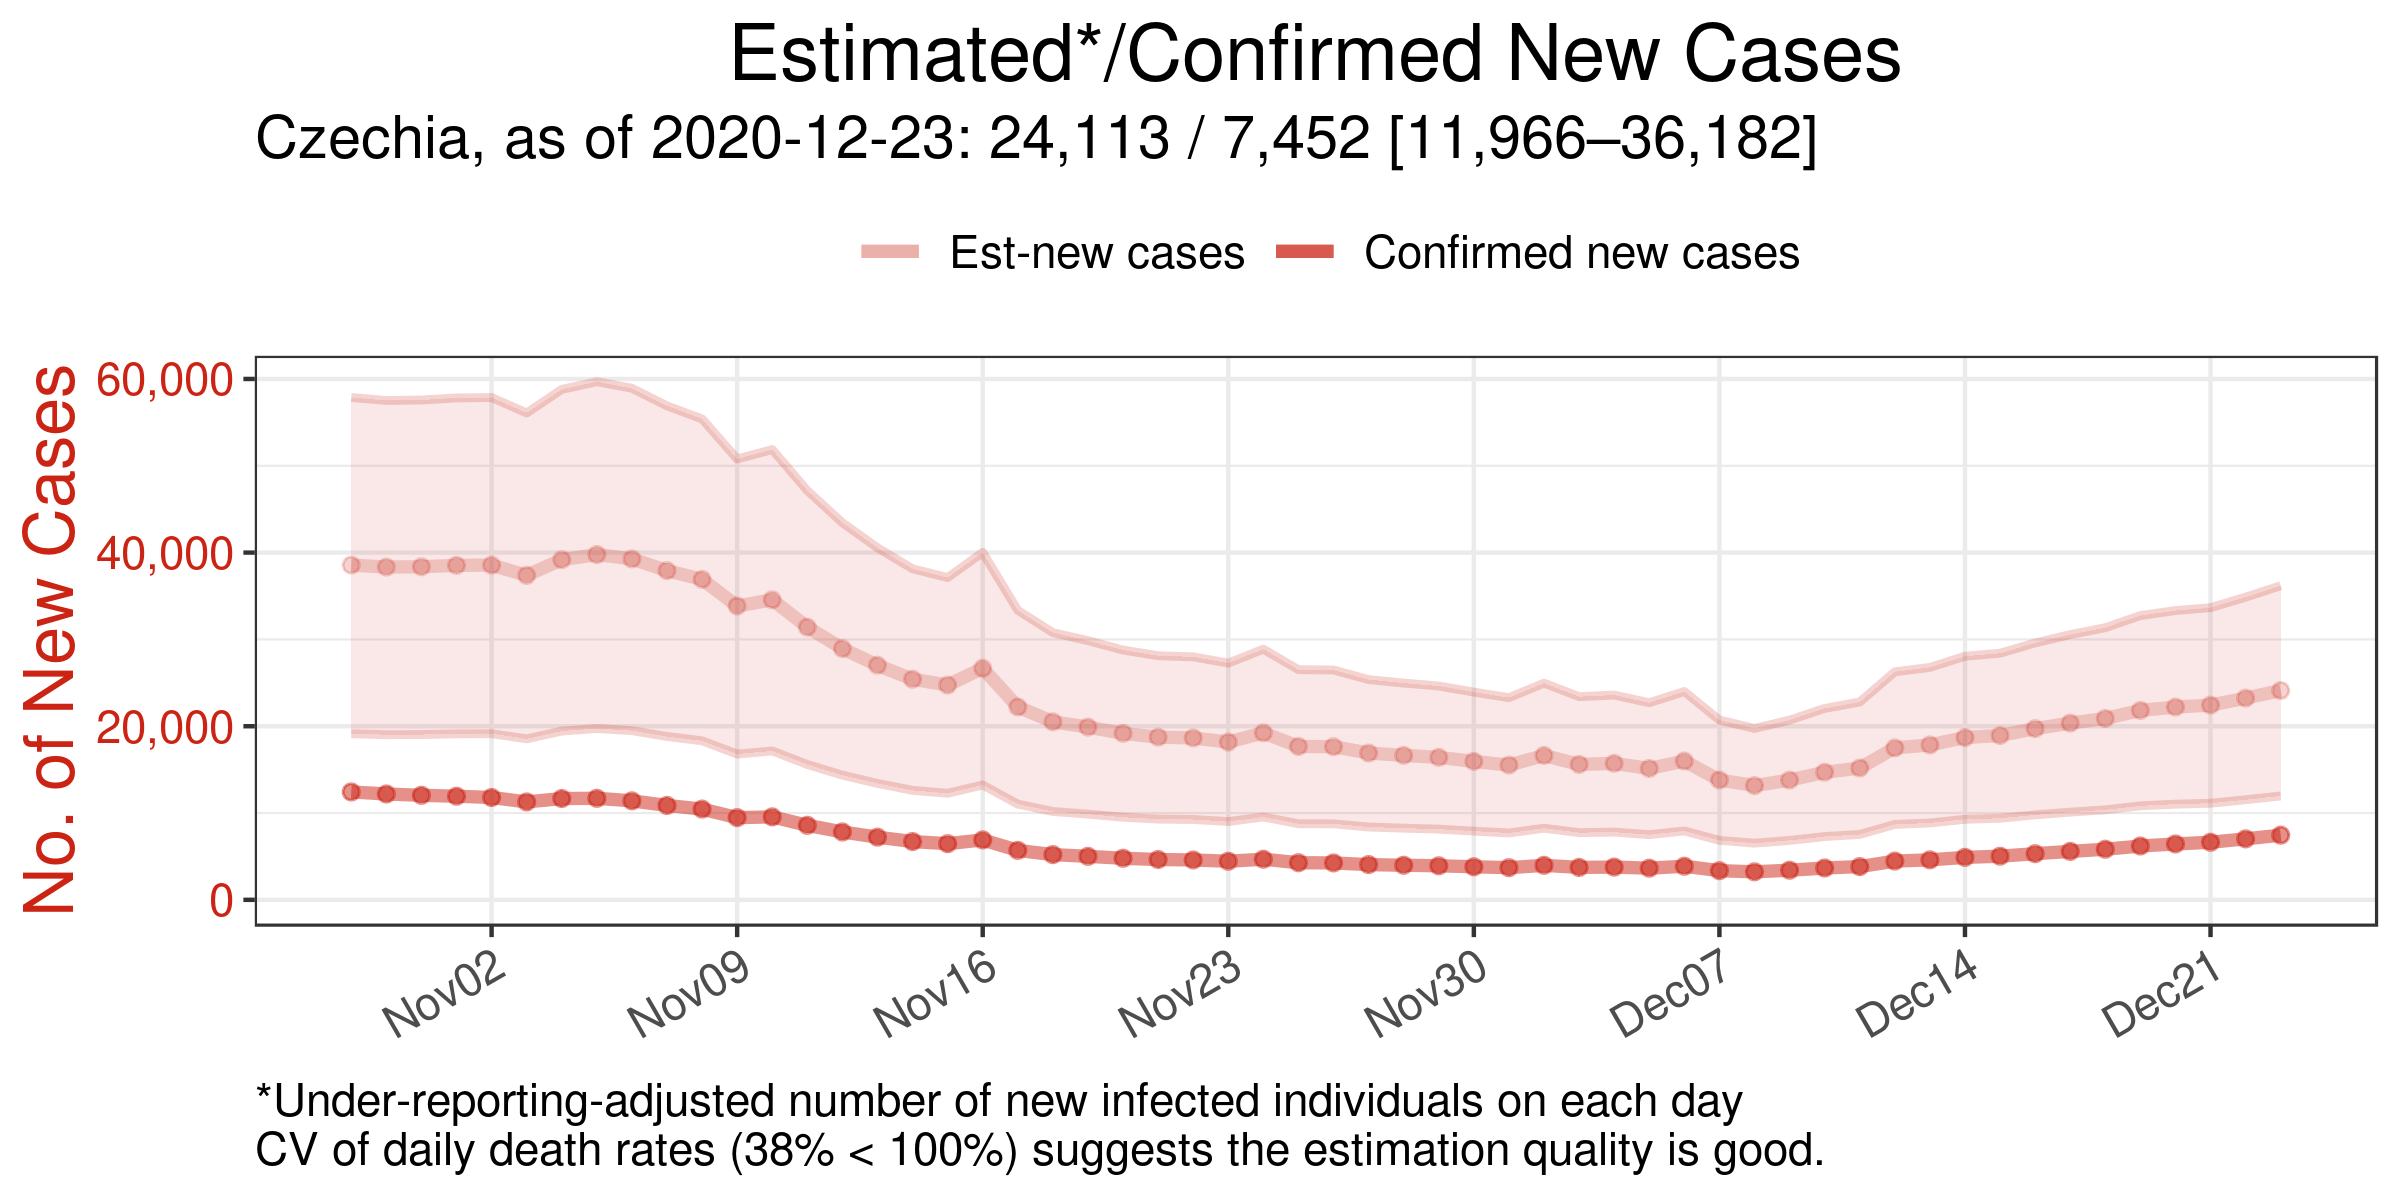 Estimated*/Confirmed New Cases
Czechia, as of 2020-12-23: 24,113 / 7,452 [11,966–36,182]
Est-new cases
Confirmed new cases
No. of New Cases
60,000
40,000
20,000
0
Nov02
Nov09
Nov16
Nov23
Nov30
Dec07
Dec14
Dec21
*Under-reporting-adjusted number of new infected individuals on each day
CV of daily death rates (38% < 100%) suggests the estimation quality is good.